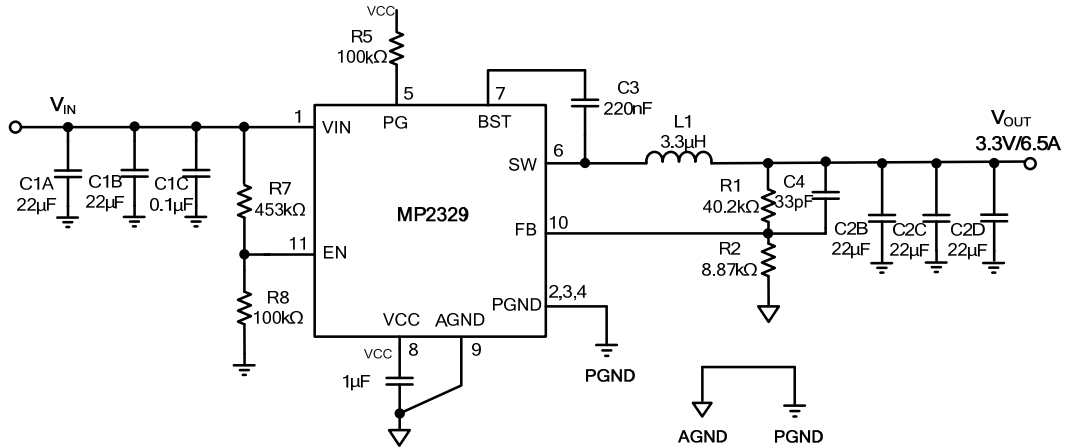 VCC
R5
100kΩ
5
7
C3
220nF
VIN
1
VIN
PG
BST
L1
3.3µH
VOUT
3.3V/6.5A
6
SW
C1A
22µF
C1B
22µF
C1C
0.1µF
R7
453kΩ
MP2329
R1
40.2kΩ
C4
33pF
10
FB
C2B
22µF
C2C
22µF
C2D
22µF
11
EN
R2
8.87kΩ
R8
100kΩ
2,3,4
PGND
VCC
AGND
VCC
8
9
1µF
PGND
AGND
PGND